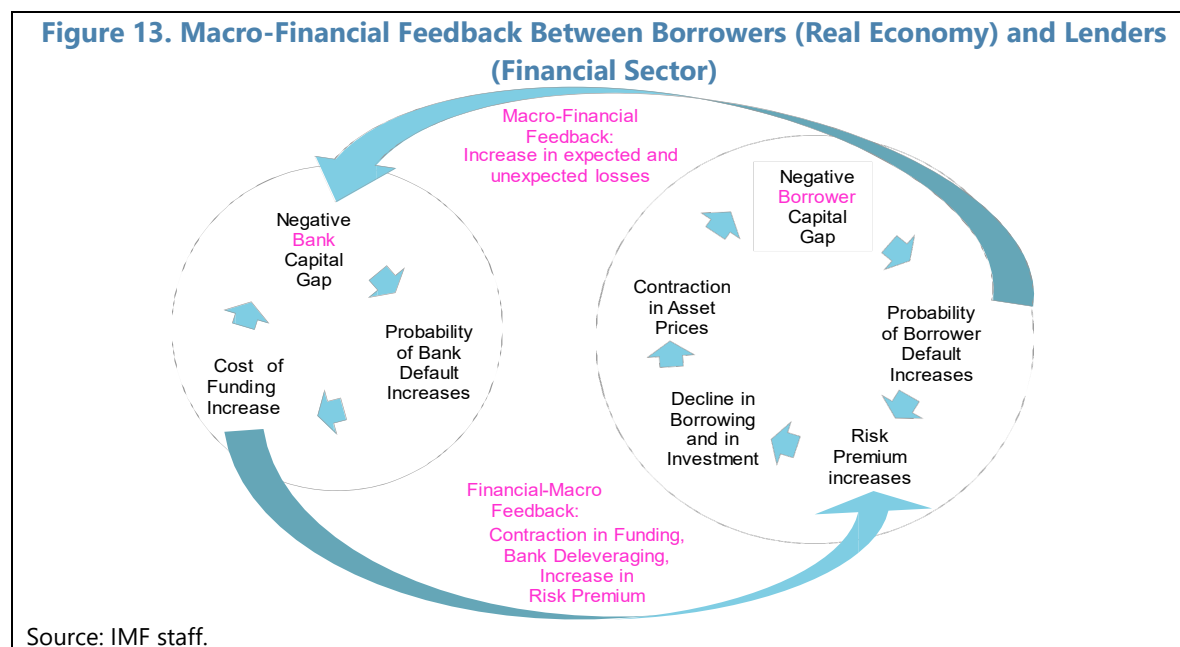 Figure 13. Macro-Financial Feedback Between Borrowers (Real Economy) and Lenders
(Financial Sector)
Macro-Financial
Feedback:
Increase in expected and
unexpected losses
Negative
Bank
Capital
Gap
Probability
of Bank
Default
Increases
Cost of
Funding
Increase
Negative
Borrower
Capital
Gap
Probability
of Borrower
Default
Increases
Risk
Premium
increases
Decline in
Borrowing
and in
Investment
Contraction
in Asset
Prices
Financial-Macro
Feedback:
Contraction in Funding,
Bank Deleveraging,
Increase in
Risk Premium
Source: IMF staff.